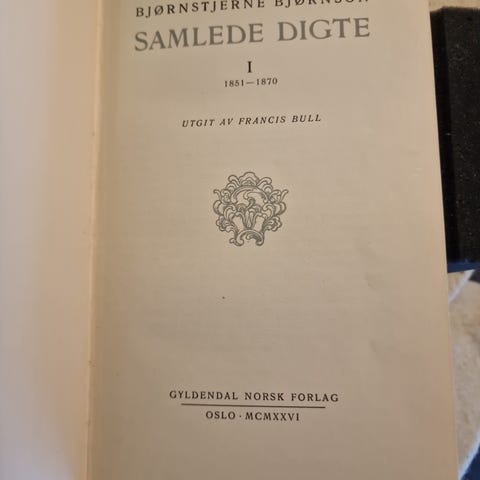 BJØRNSTJERNE BJØRNSON
SAMLEDE DIGTE
I
1851—1870
UTGIT AV FRANCIS BULL
GYLDENDAL NORSK FORLAG
OSLO · MCMXXVI